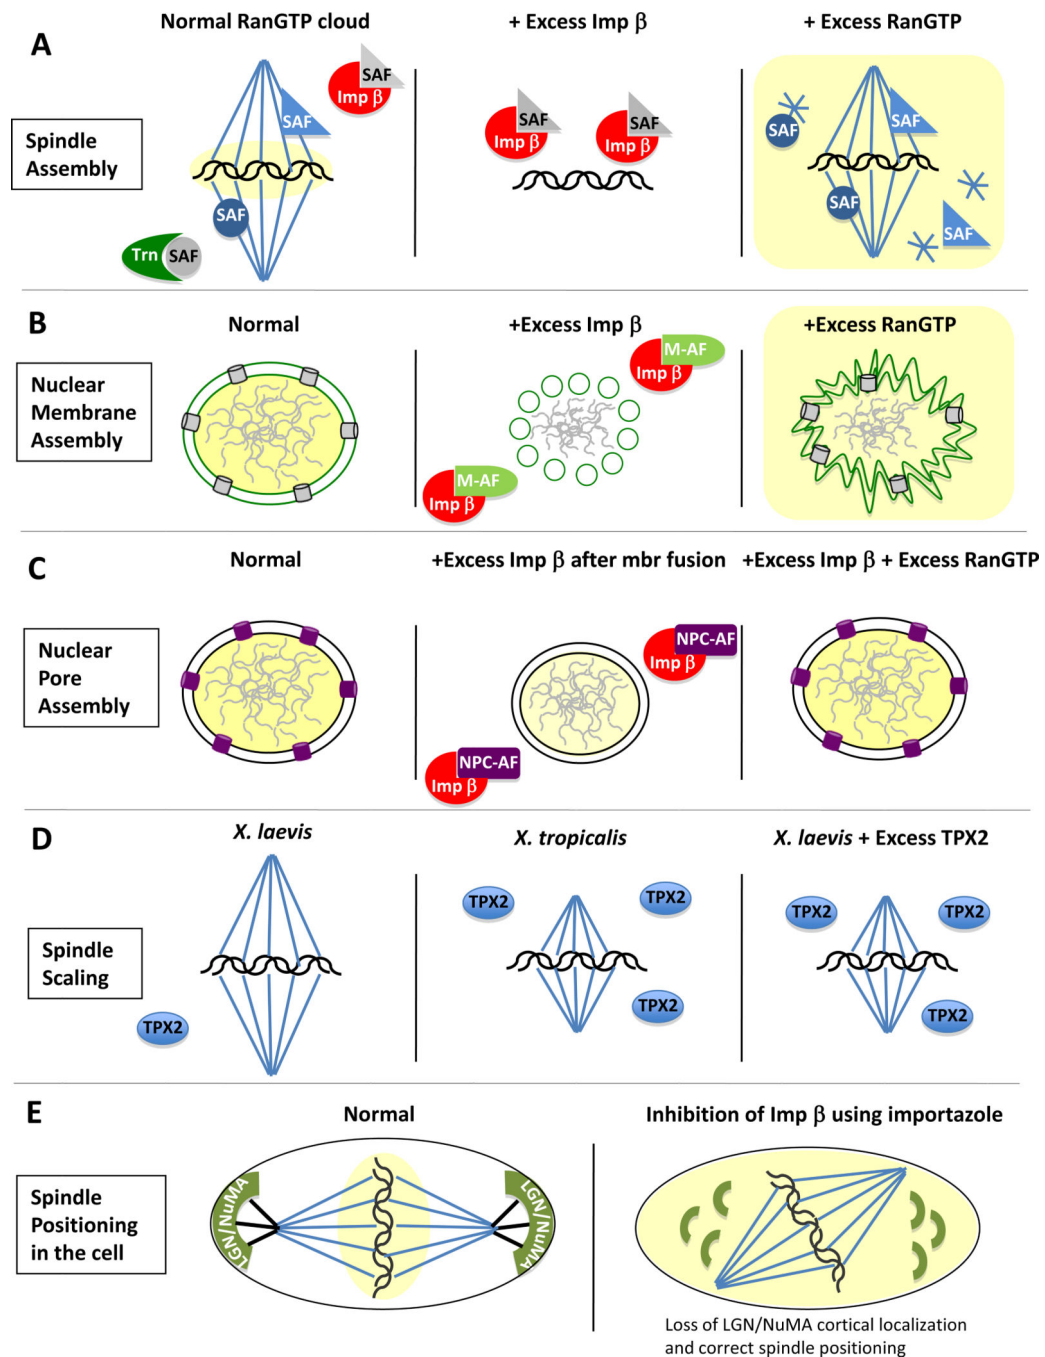 A
Normal RanGTP cloud
+ Excess Imp β
+ Excess RanGTP
Spindle
Assembly
SAF
Imp β
SAF
SAF
Trn
SAF
SAF
Imp β
SAF
Imp β
SAF
SAF
SAF
SAF
B
Normal
+Excess Imp β
+Excess RanGTP
Nuclear
Membrane
Assembly
M-AF
Imp β
M-AF
Imp β
C
Normal
+Excess Imp β after mbr fusion
+Excess Imp β + Excess RanGTP
Nuclear
Pore
Assembly
NPC-AF
Imp β
NPC-AF
Imp β
D
X. laevis
X. tropicalis
X. laevis + Excess TPX2
Spindle
Scaling
TPX2
TPX2
TPX2
TPX2
TPX2
TPX2
TPX2
E
Normal
Inhibition of Imp β using importazole
Spindle
Positioning
in the cell
LGN/NuMA
LGN/NuMA
Loss of LGN/NuMA cortical localization
and correct spindle positioning